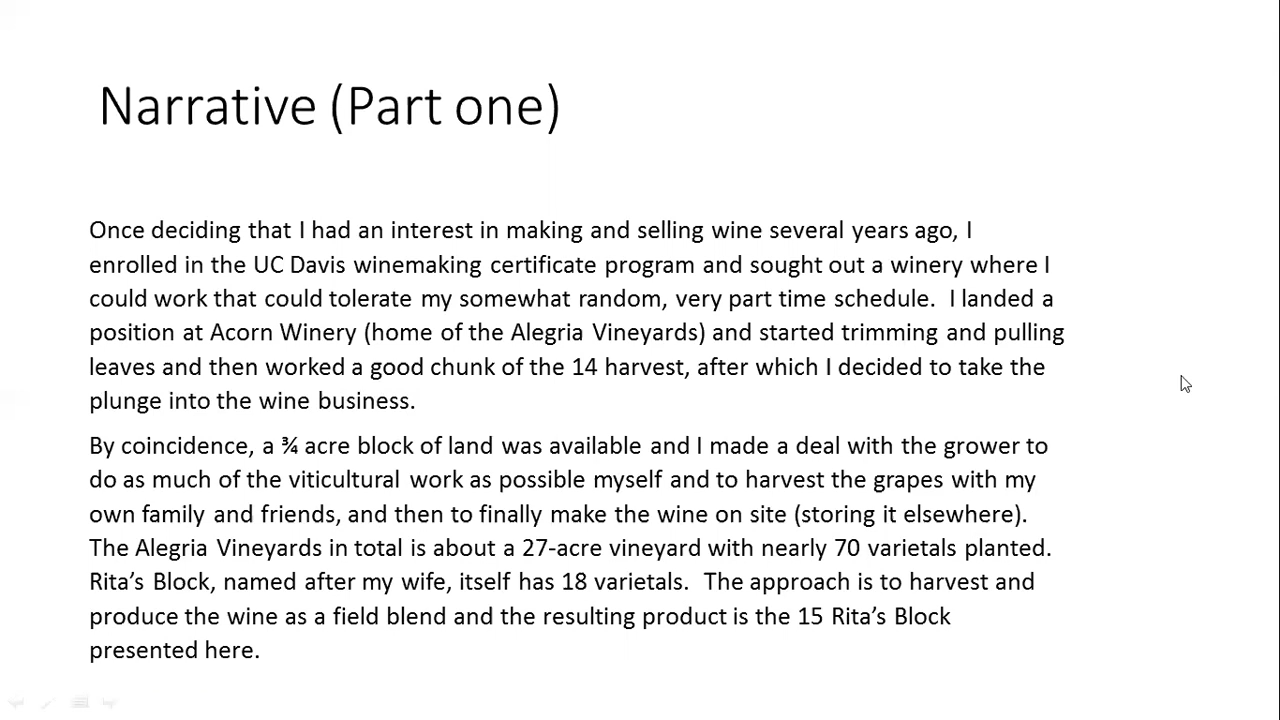 Narrative (Part one)
Once deciding that I had an interest in making and selling wine several years ago, I
enrolled in the UC Davis winemaking certificate program and sought out a winery where I
could work that could tolerate my somewhat random, very part time schedule.  I landed a
position at Acorn Winery (home of the Alegria Vineyards) and started trimming and pulling
leaves and then worked a good chunk of the 14 harvest, after which I decided to take the
plunge into the wine business.
By coincidence, a ¾ acre block of land was available and I made a deal with the grower to
do as much of the viticultural work as possible myself and to harvest the grapes with my
own family and friends, and then to finally make the wine on site (storing it elsewhere).
The Alegria Vineyards in total is about a 27-acre vineyard with nearly 70 varietals planted.
Rita’s Block, named after my wife, itself has 18 varietals.  The approach is to harvest and
produce the wine as a field blend and the resulting product is the 15 Rita’s Block
presented here.